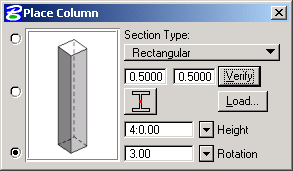 Place Column
Section Type:
Rectangular
0.5000 0.5000 Verify
Load...
4:0.00 Height
3.00 Rotation